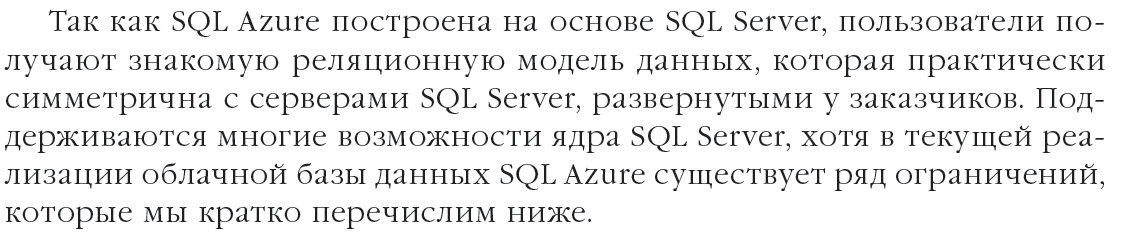 Так как SQL Azure построена на основе SQL Server, пользователи по-
лучают знакомую реляционную модель данных, которая практически
симметрична с серверами SQL Server, развернутыми у заказчиков. Под-
держиваются многие возможности ядра SQL Server, хотя в текущей реа-
лизации облачной базы данных SQL Azure существует ряд ограничений,
которые мы кратко перечислим ниже.